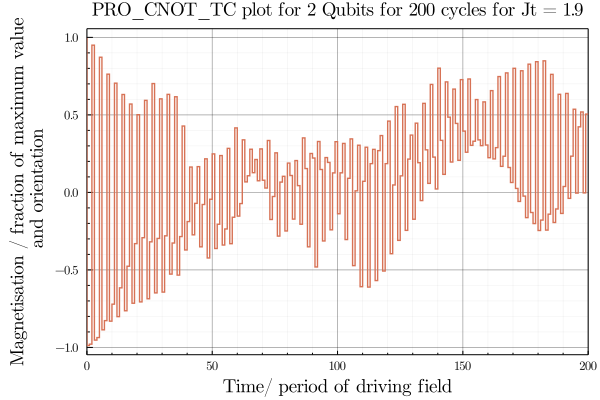 PRO_CNOT_TC plot for 2 Qubits for 200 cycles for Jt = 1.9
Magnetisation / fraction of maximum value
and orientation
1.0
0.5
0.0
−0.5
−1.0
0
50
100
150
200
Time/ period of driving field